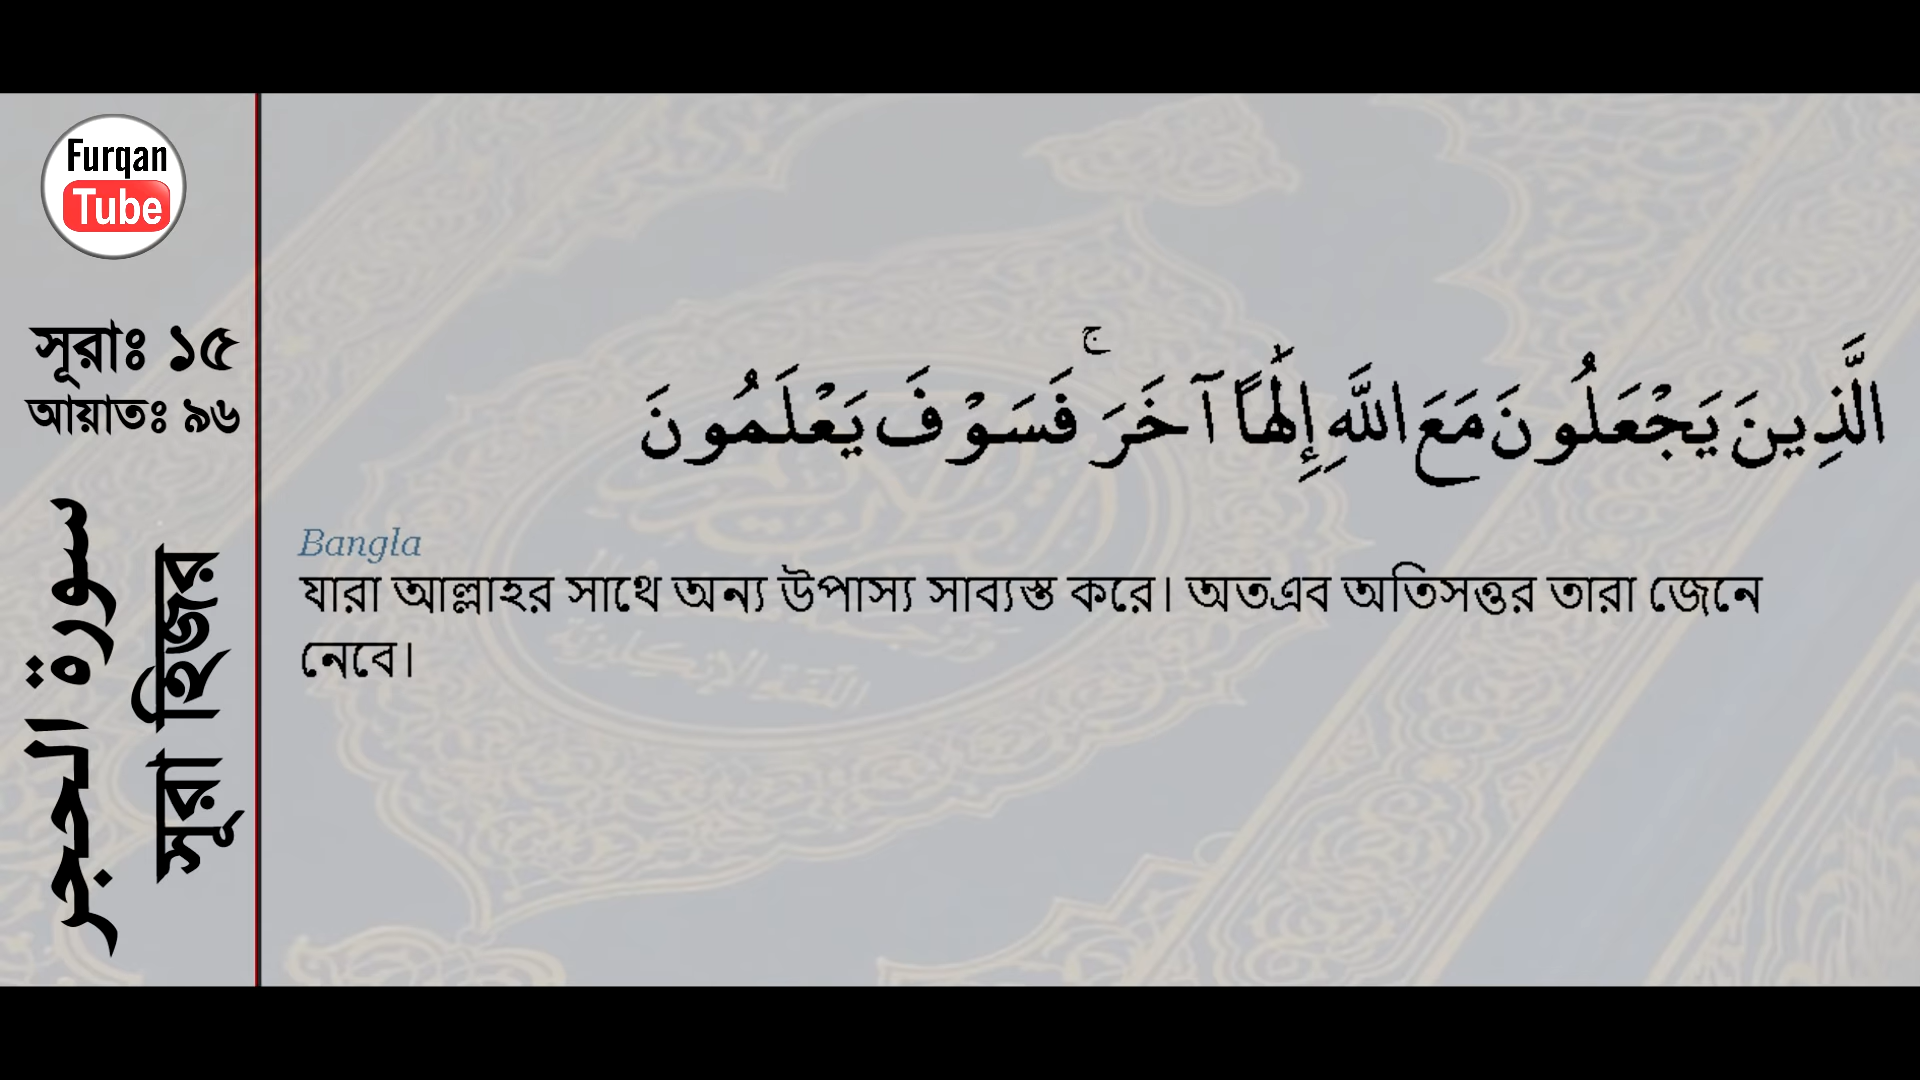 Furqan
Tube
সূরাঃ ১৫
আয়াতঃ ৯৬
سورة الحجر
সূরা হিজর
الَّذِينَ يَجْعَلُونَ مَعَ اللَّهِ إِلَٰهًا آخَرَ ۚ فَسَوْفَ يَعْلَمُونَ
Bangla
যারা আল্লাহর সাথে অন্য উপাস্য সাব্যস্ত করে। অতএব অতিসত্তর তারা জেনে
নেবে।